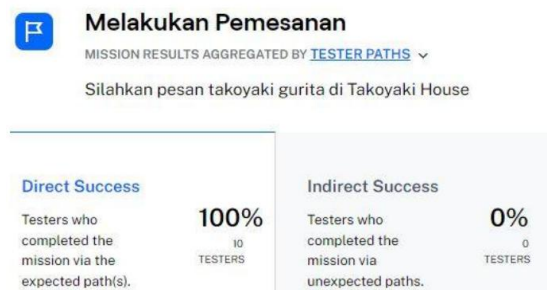 Melakukan Pemesanan
MISSION RESULTS AGGREGATED BY TESTER PATHS
Silahkan pesan takoyaki gurita di Takoyaki House
Direct Success
Testers who
completed the
mission via the
expected path(s).
100%
10
TESTERS
Indirect Success
Testers who
completed the
mission via
unexpected paths.
0%
0
TESTERS